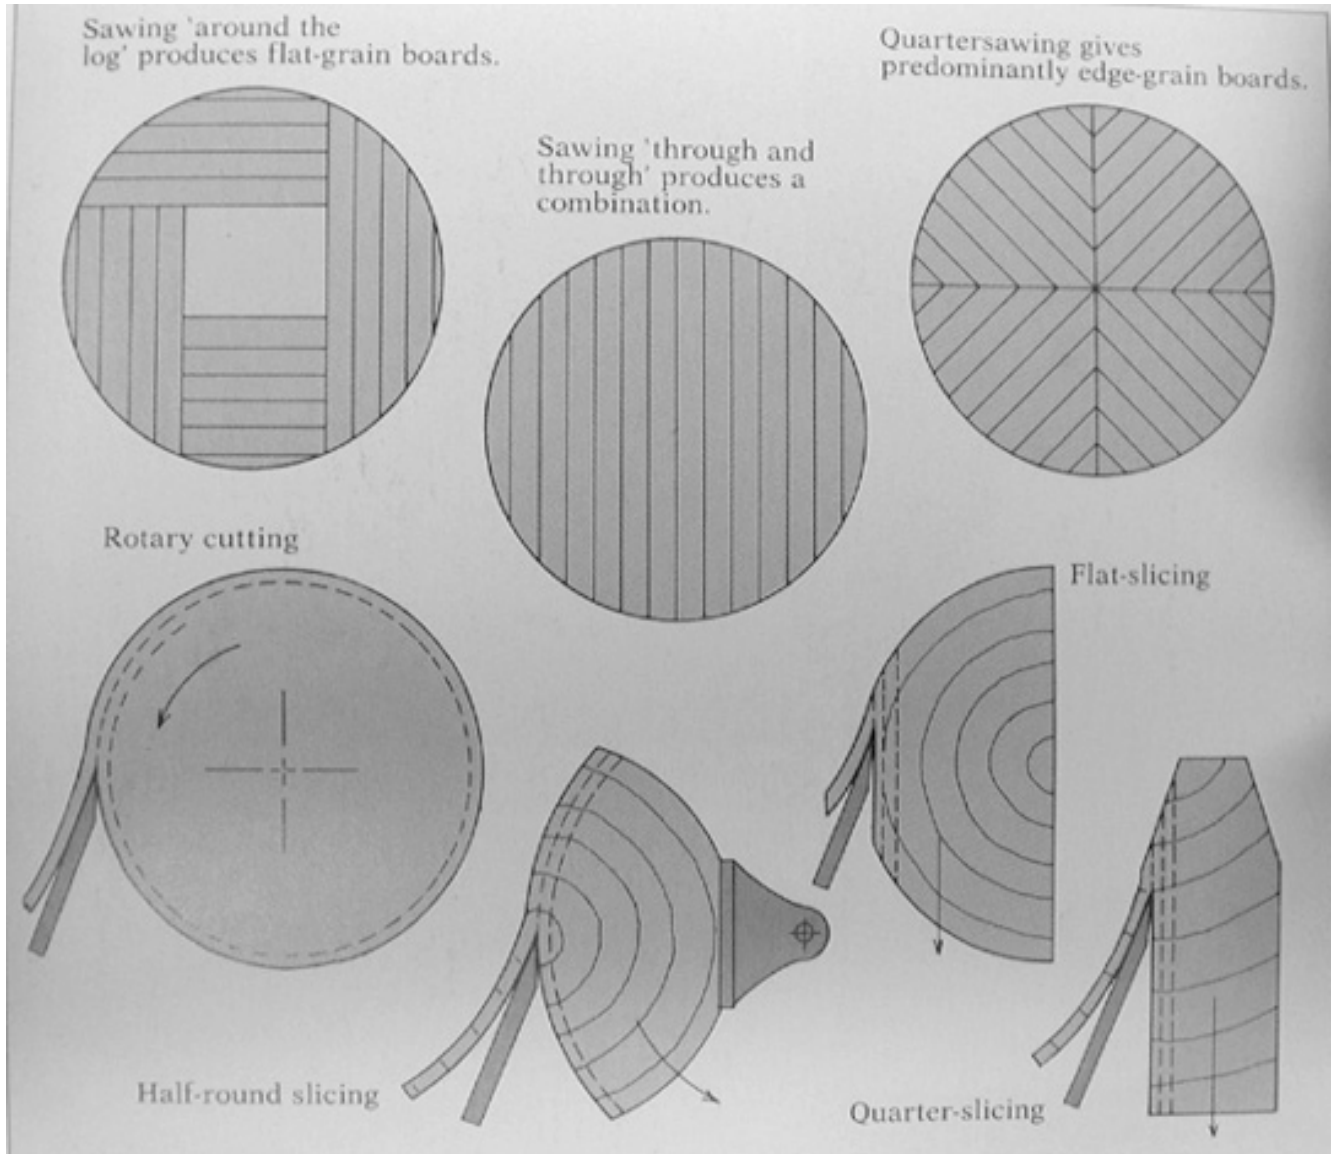 Sawing 'around the
log' produces flat-grain boards.
Sawing 'through and
through' produces a
combination.
Quartersawing gives
predominantly edge-grain boards.
Rotary cutting
Flat-slicing
Half-round slicing
Quarter-slicing